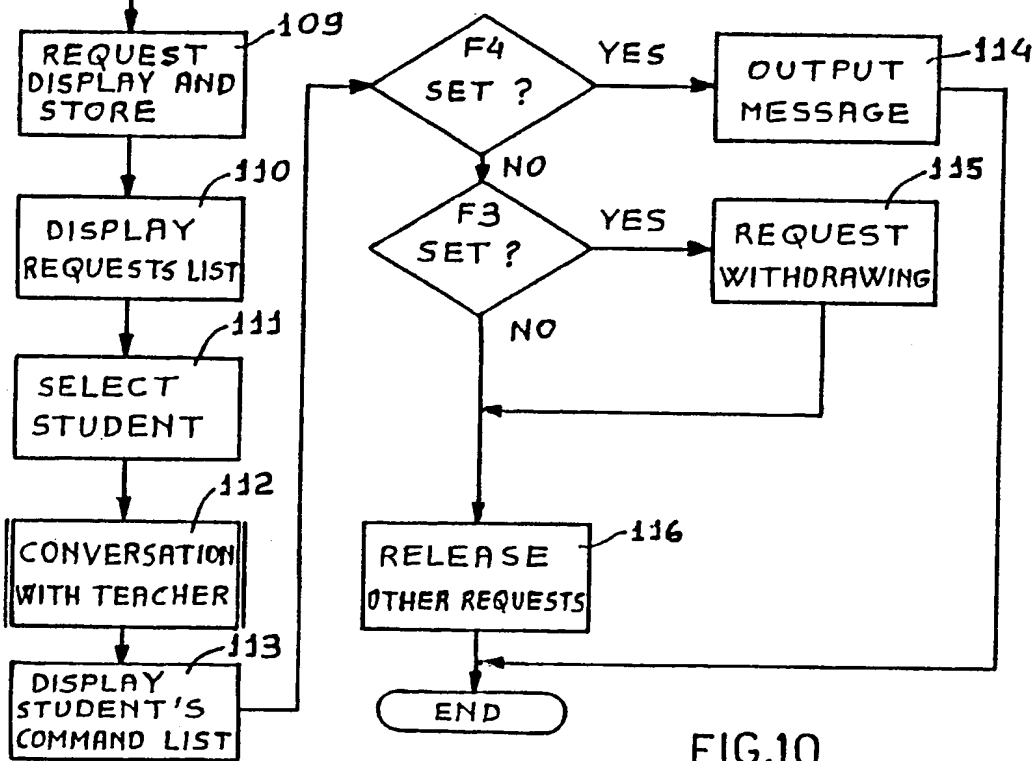 109
REQUEST
DISPLAY AND
STORE
110
DISPLAY
REQUESTS LIST
111
SELECT
STUDENT
112
CONVERSATION
WITH TEACHER
113
DISPLAY
STUDENT'S
COMMAND LIST
F4
SET ?
YES
114
OUTPUT
MESSAGE
NO
F3
SET ?
YES
115
REQUEST
WITHDRAWING
NO
116
RELEASE
OTHER REQUESTS
END
FIG.10